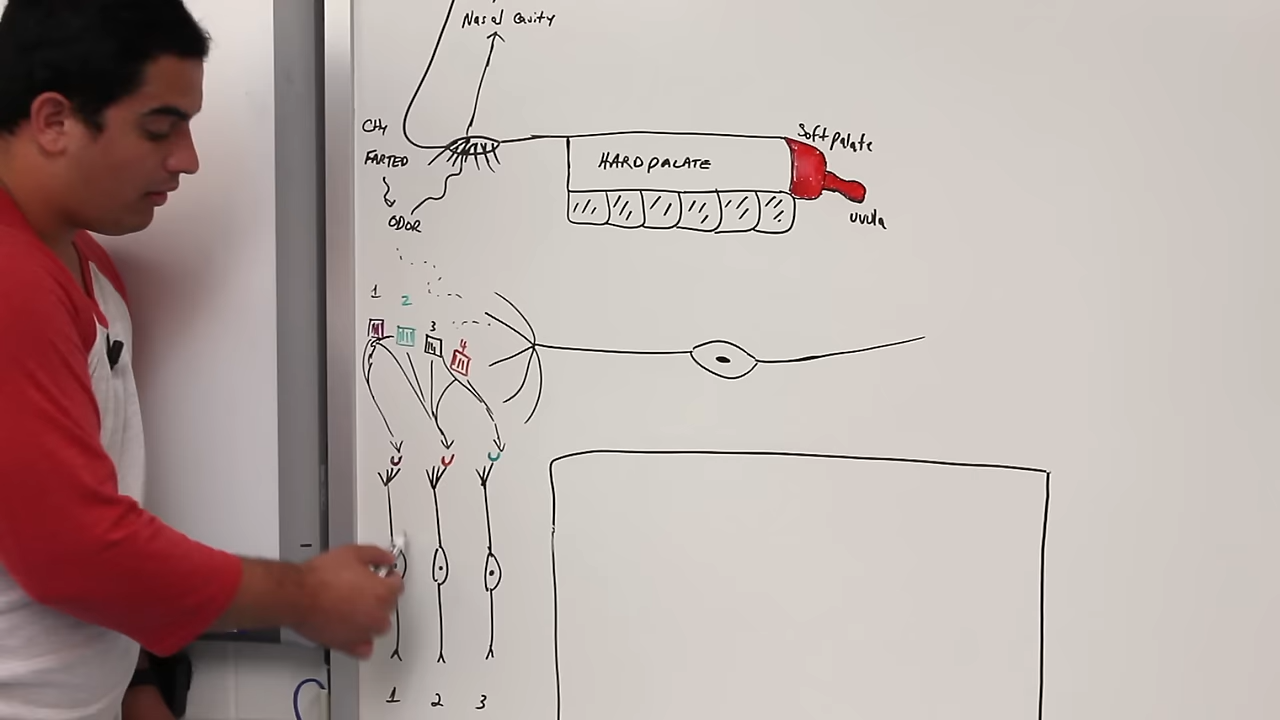 Nasal Cavity
CH4
FARTED
ODOR
HARD PALATE
Soft palate
uvula
1
2
3
4
1
2
3